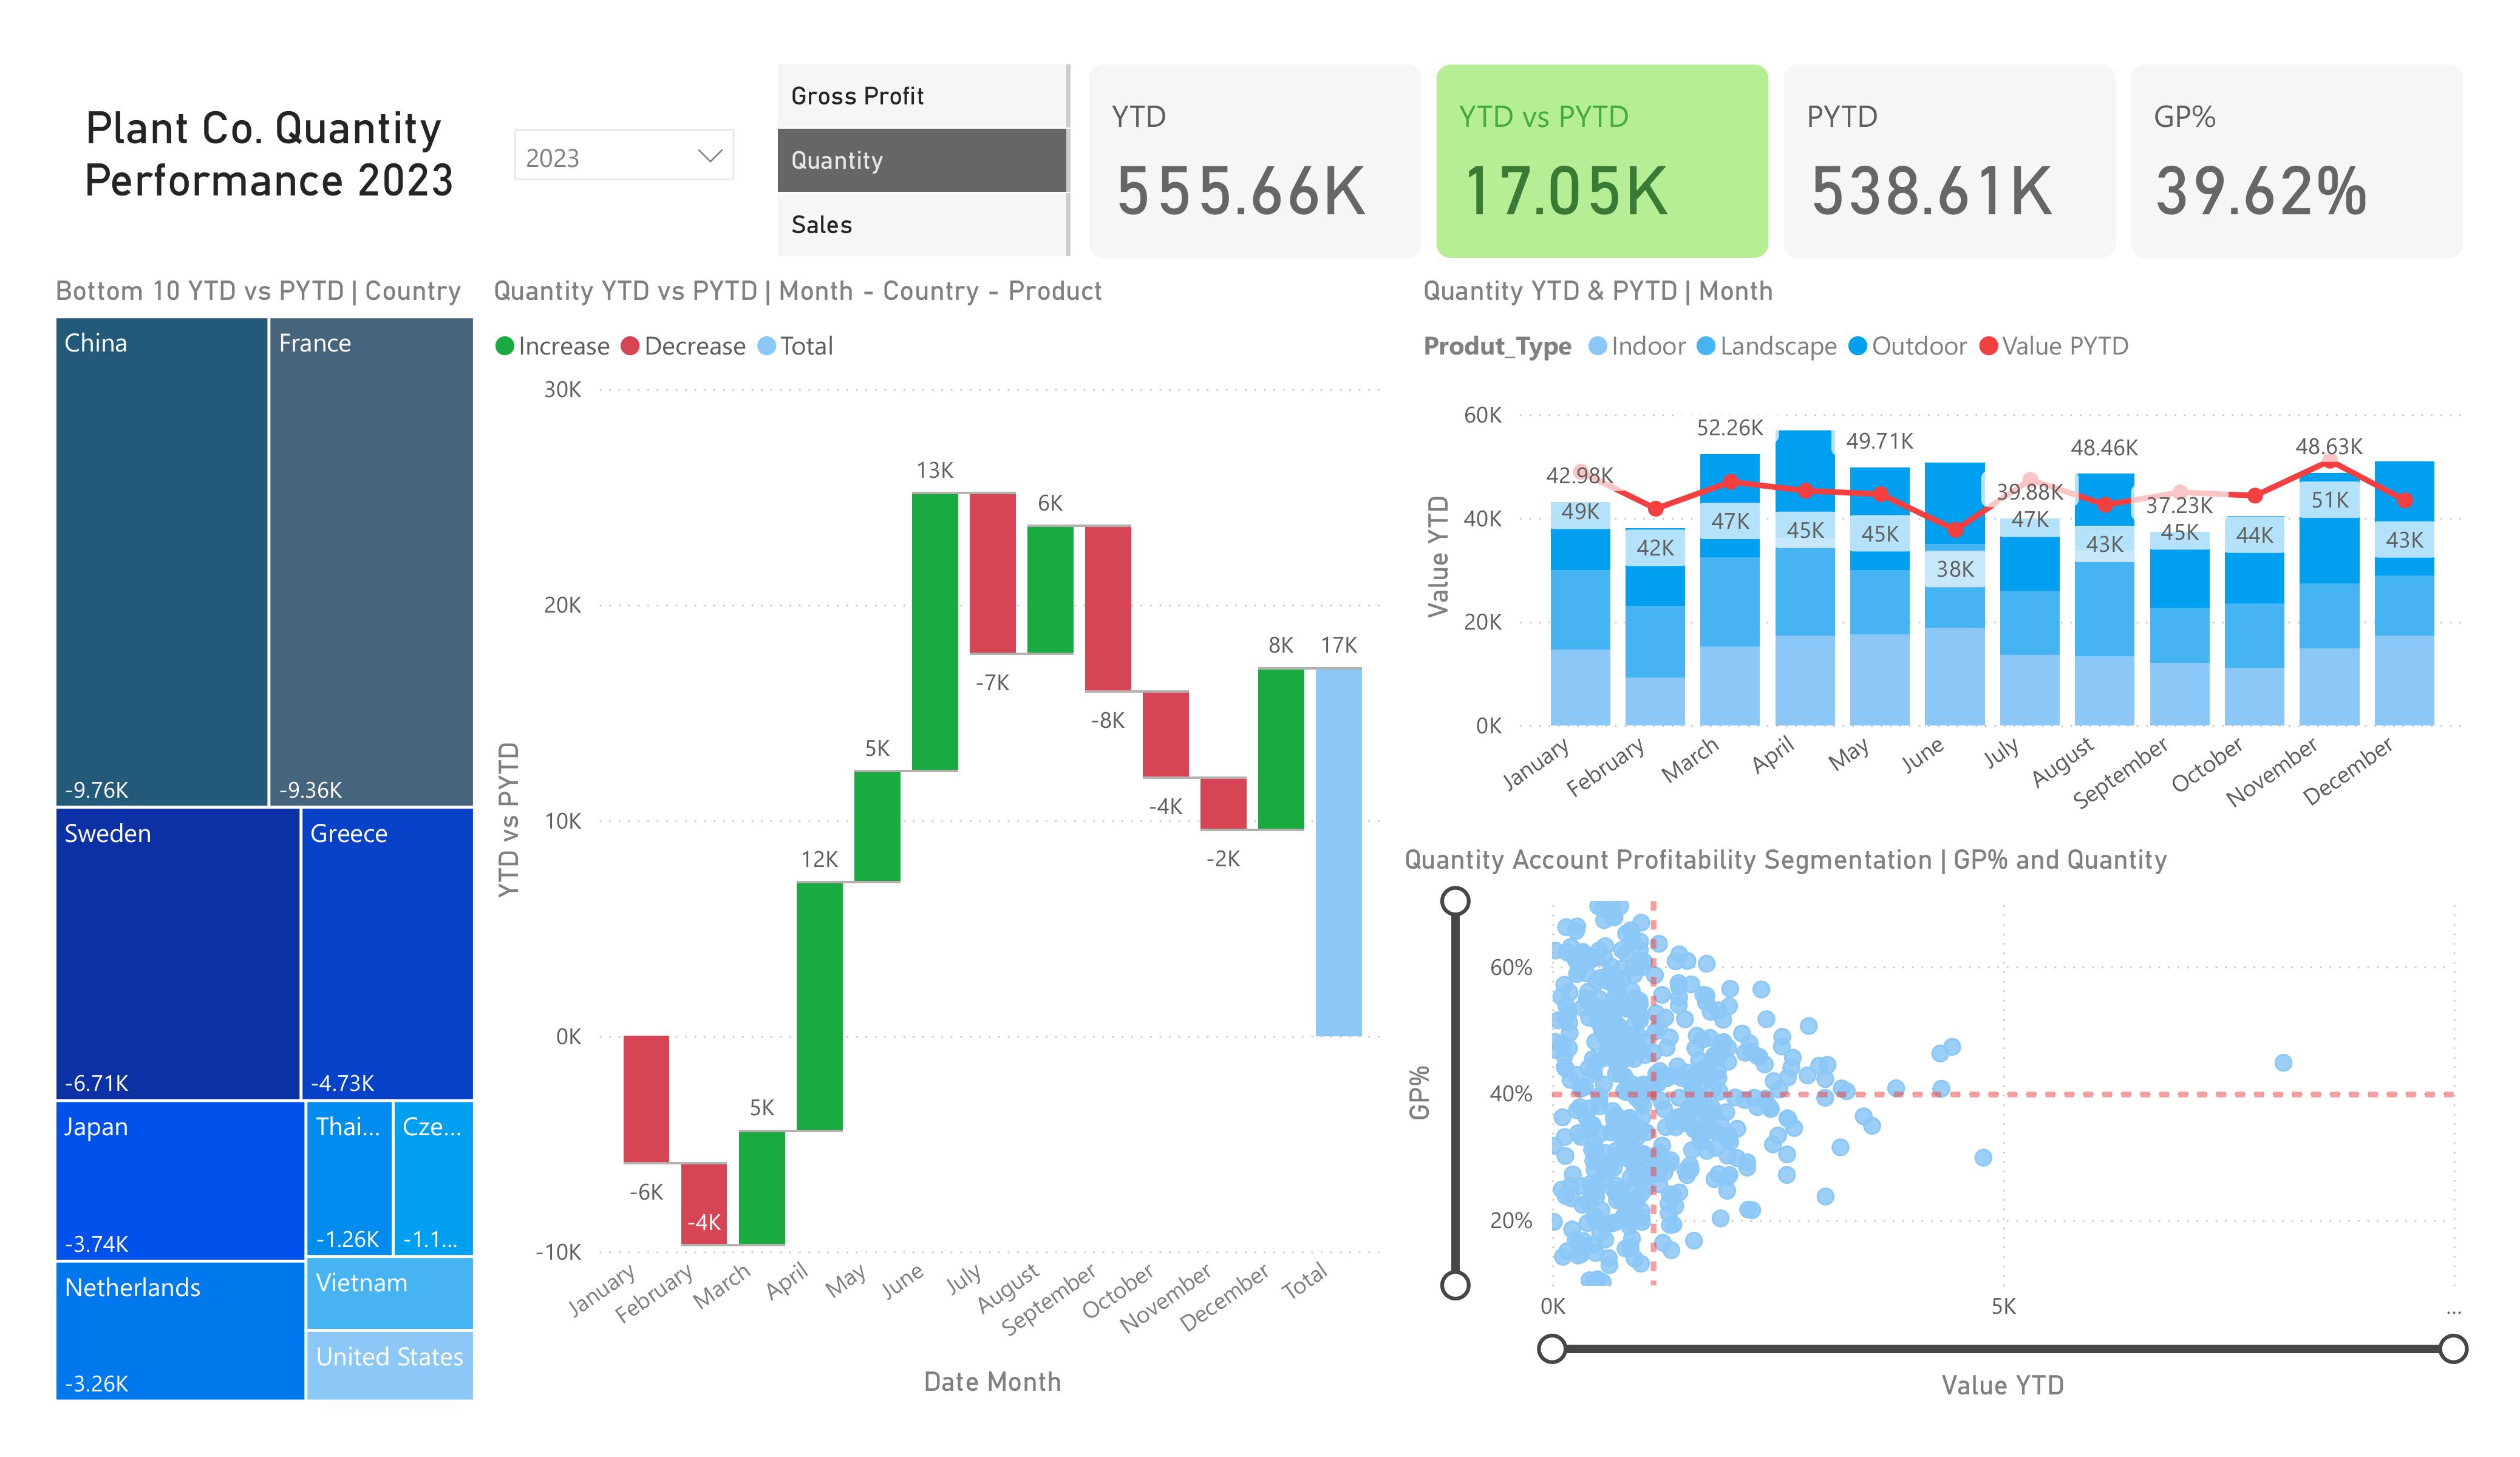 Plant Co. Quantity
Performance 2023
2023
Gross Profit
Quantity
Sales
YTD
555.66K
YTD vs PYTD
17.05K
PYTD
538.61K
GP%
39.62%
Bottom 10 YTD vs PYTD | Country
China
-9.76K
France
-9.36K
Sweden
-6.71K
Greece
-4.73K
Japan
-3.74K
Thai...
-1.26K
Cze...
-1.1...
Netherlands
-3.26K
Vietnam
United States
Quantity YTD vs PYTD | Month - Country - Product
Increase Decrease Total
YTD vs PYTD
30K
20K
10K
0K
-10K
-6K
-4K
5K
12K
5K
13K
-7K
6K
-8K
-4K
-2K
8K
17K
January
February
March
April
May
June
July
August
September
October
November
December
Total
Date Month
Quantity YTD & PYTD | Month
Produt_Type Indoor Landscape Outdoor Value PYTD
Value YTD
60K
40K
20K
0K
42.98K
52.26K
49.71K
39.88K
48.46K
37.23K
48.63K
49K
42K
47K
45K
45K
38K
47K
43K
45K
44K
51K
43K
January
February
March
April
May
June
July
August
September
October
November
December
Quantity Account Profitability Segmentation | GP% and Quantity
GP%
60%
40%
20%
0K
5K
...
Value YTD